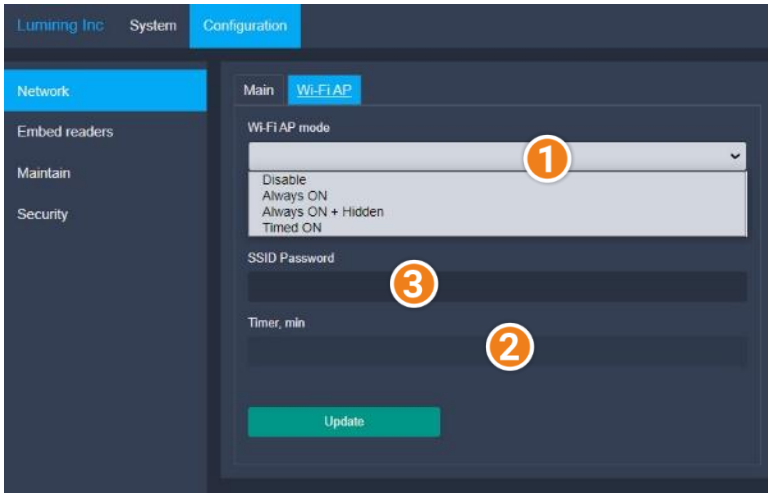 Lumiring Inc System Configuration
Network
Embed readers
Maintain
Security
Main Wi-Fi AP
Wi-Fi AP mode
1
Disable
Always ON
Always ON + Hidden
Timed ON
SSID Password
3
Timer, min
2
Update